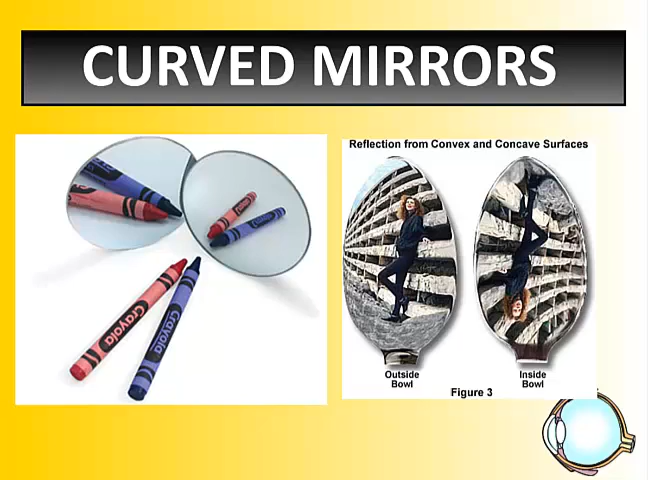 CURVED MIRRORS
Reflection from Convex and Concave Surfaces
Crayola
Crayola
Outside
Bowl
Inside
Bowl
Figure 3